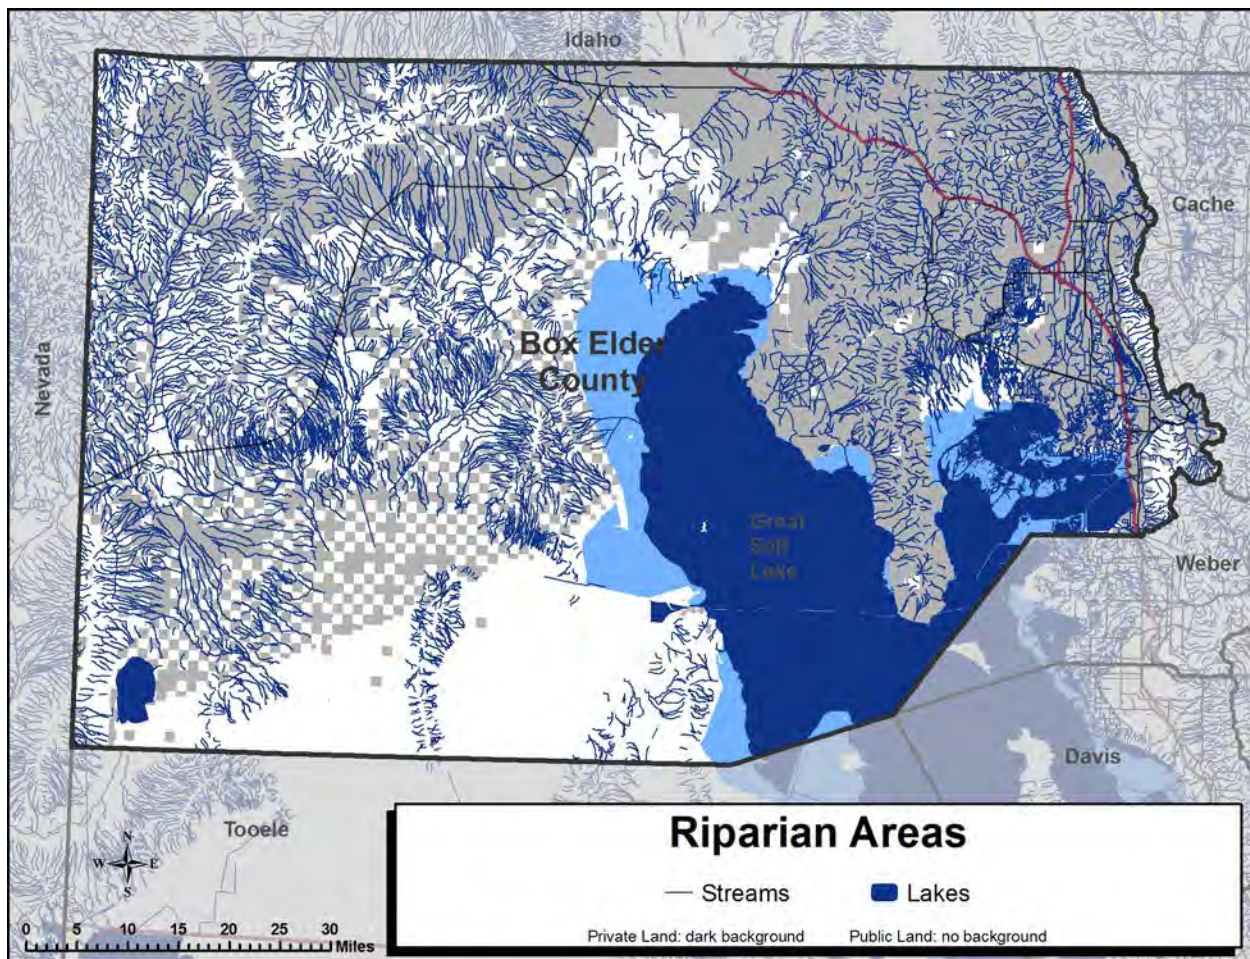 Idaho
Cache
Nevada
Box Elder
County
Great
Salt
Lake
Weber
Davis
Tooele
N
W E
S
0 5 10 15 20 25 30
Miles
Riparian Areas
Streams Lakes
Private Land: dark background Public Land: no background